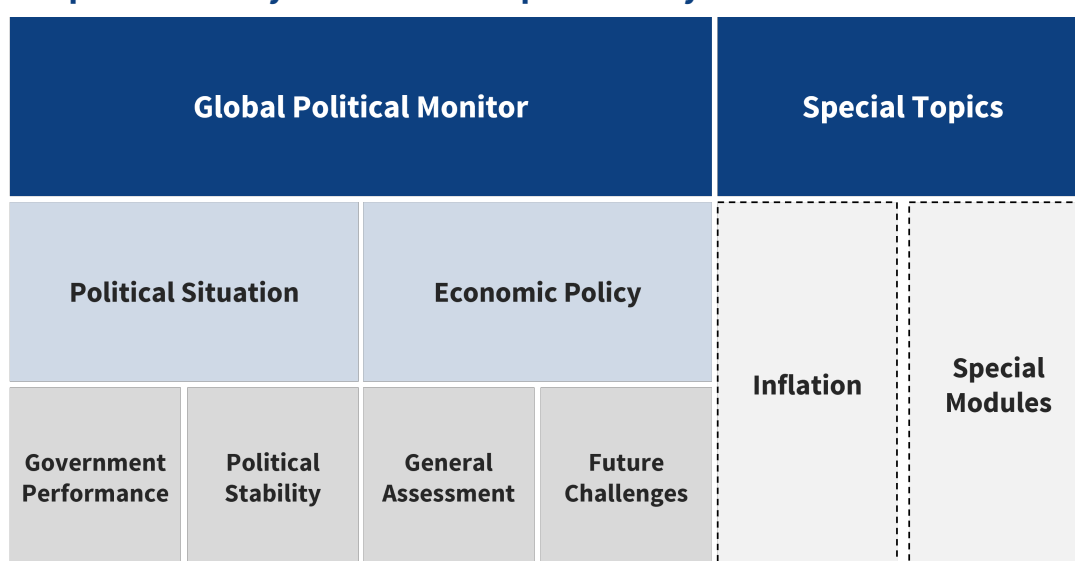 Global Political Monitor
Special Topics
Political Situation
Economic Policy
Inflation
Special
Modules
Government
Performance
Political
Stability
General
Assessment
Future
Challenges